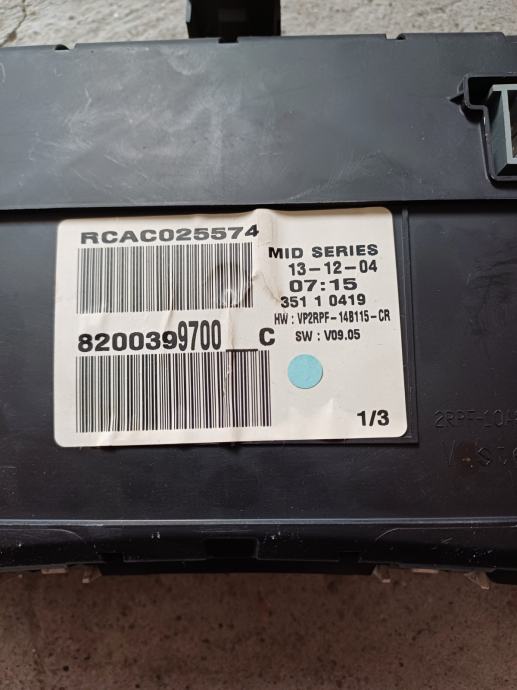 RCAC025574
MID SERIES
13-12-04
07:15
351 1 0419
HW : VP2RPF-14B115-CR
SW : V09.05
8200399700_C
1/3